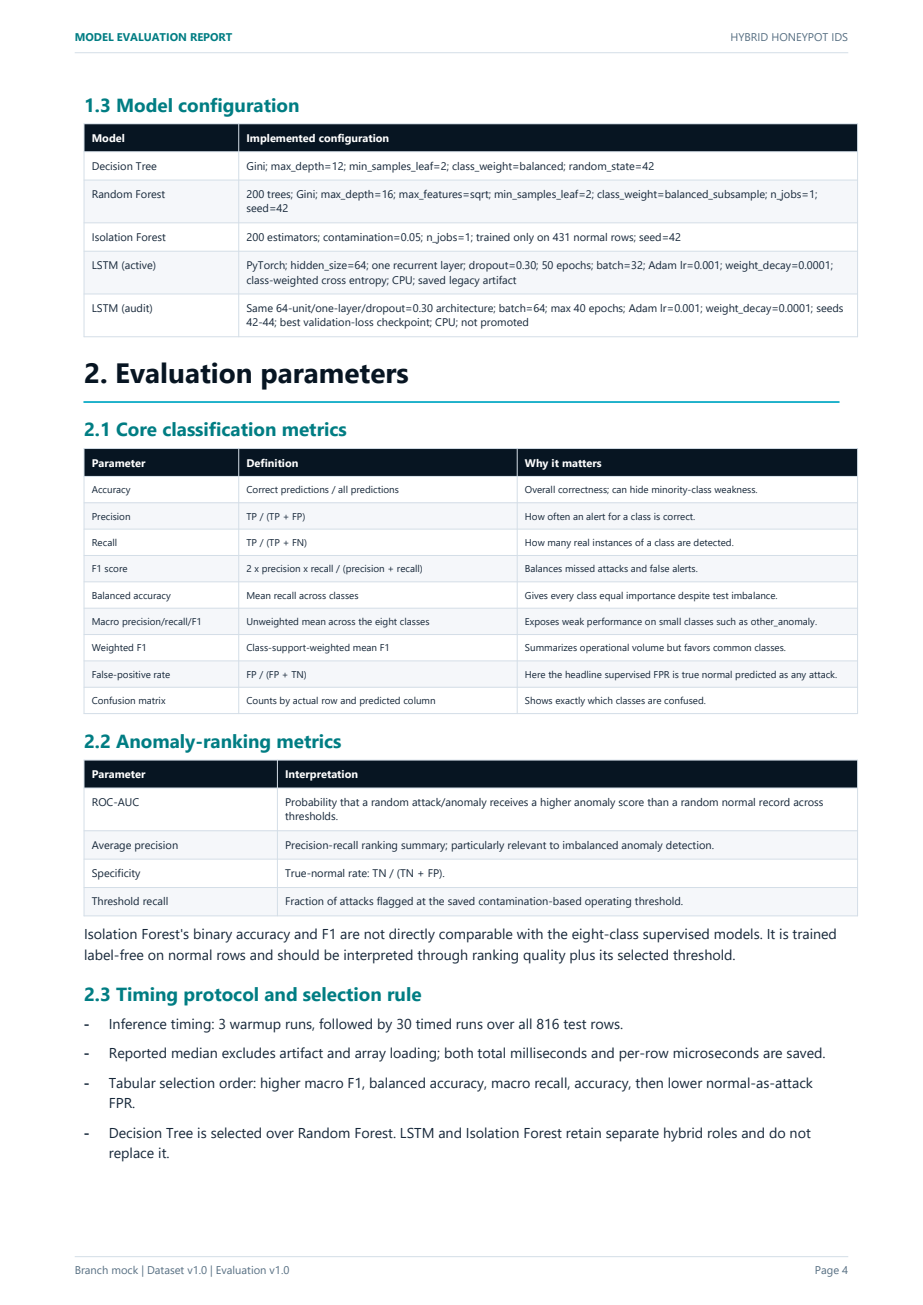 MODEL EVALUATION REPORT HYBRID HONEYPOT IDS
1.3 Model configuration
Model Implemented configuration
Decision Tree Gini; max_depth=12; min_samples_leaf=2; class_weight=balanced; random_state=42
Random Forest 200 trees; Gini; max_depth=16; max_features=sqrt; min_samples_leaf=2; class_weight=balanced_subsample; n_jobs=1;
seed=42
Isolation Forest 200 estimators; contamination=0.05; n_jobs=1; trained only on 431 normal rows; seed=42
LSTM (active) PyTorch; hidden_size=64; one recurrent layer; dropout=0.30; 50 epochs; batch=32; Adam lr=0.001; weight_decay=0.0001;
class-weighted cross entropy; CPU; saved legacy artifact
LSTM (audit) Same 64-unit/one-layer/dropout=0.30 architecture; batch=64; max 40 epochs; Adam lr=0.001; weight_decay=0.0001; seeds
42-44; best validation-loss checkpoint; CPU; not promoted
2. Evaluation parameters
2.1 Core classification metrics
Parameter Definition Why it matters
Accuracy Correct predictions / all predictions Overall correctness; can hide minority-class weakness.
Precision TP / (TP + FP) How often an alert for a class is correct.
Recall TP / (TP + FN) How many real instances of a class are detected.
F1 score 2 x precision x recall / (precision + recall) Balances missed attacks and false alerts.
Balanced accuracy Mean recall across classes Gives every class equal importance despite test imbalance.
Macro precision/recall/F1 Unweighted mean across the eight classes Exposes weak performance on small classes such as other_anomaly.
Weighted F1 Class-support-weighted mean F1 Summarizes operational volume but favors common classes.
False-positive rate FP / (FP + TN) Here the headline supervised FPR is true normal predicted as any attack.
Confusion matrix Counts by actual row and predicted column Shows exactly which classes are confused.
2.2 Anomaly-ranking metrics
Parameter Interpretation
ROC-AUC Probability that a random attack/anomaly receives a higher anomaly score than a random normal record across
thresholds.
Average precision Precision-recall ranking summary; particularly relevant to imbalanced anomaly detection.
Specificity True-normal rate: TN / (TN + FP).
Threshold recall Fraction of attacks flagged at the saved contamination-based operating threshold.
Isolation Forest's binary accuracy and F1 are not directly comparable with the eight-class supervised models. It is trained
label-free on normal rows and should be interpreted through ranking quality plus its selected threshold.
2.3 Timing protocol and selection rule
- Inference timing: 3 warmup runs, followed by 30 timed runs over all 816 test rows.
- Reported median excludes artifact and array loading; both total milliseconds and per-row microseconds are saved.
- Tabular selection order: higher macro F1, balanced accuracy, macro recall, accuracy, then lower normal-as-attack
FPR.
- Decision Tree is selected over Random Forest. LSTM and Isolation Forest retain separate hybrid roles and do not
replace it.
Branch mock | Dataset v1.0 | Evaluation v1.0 Page 4